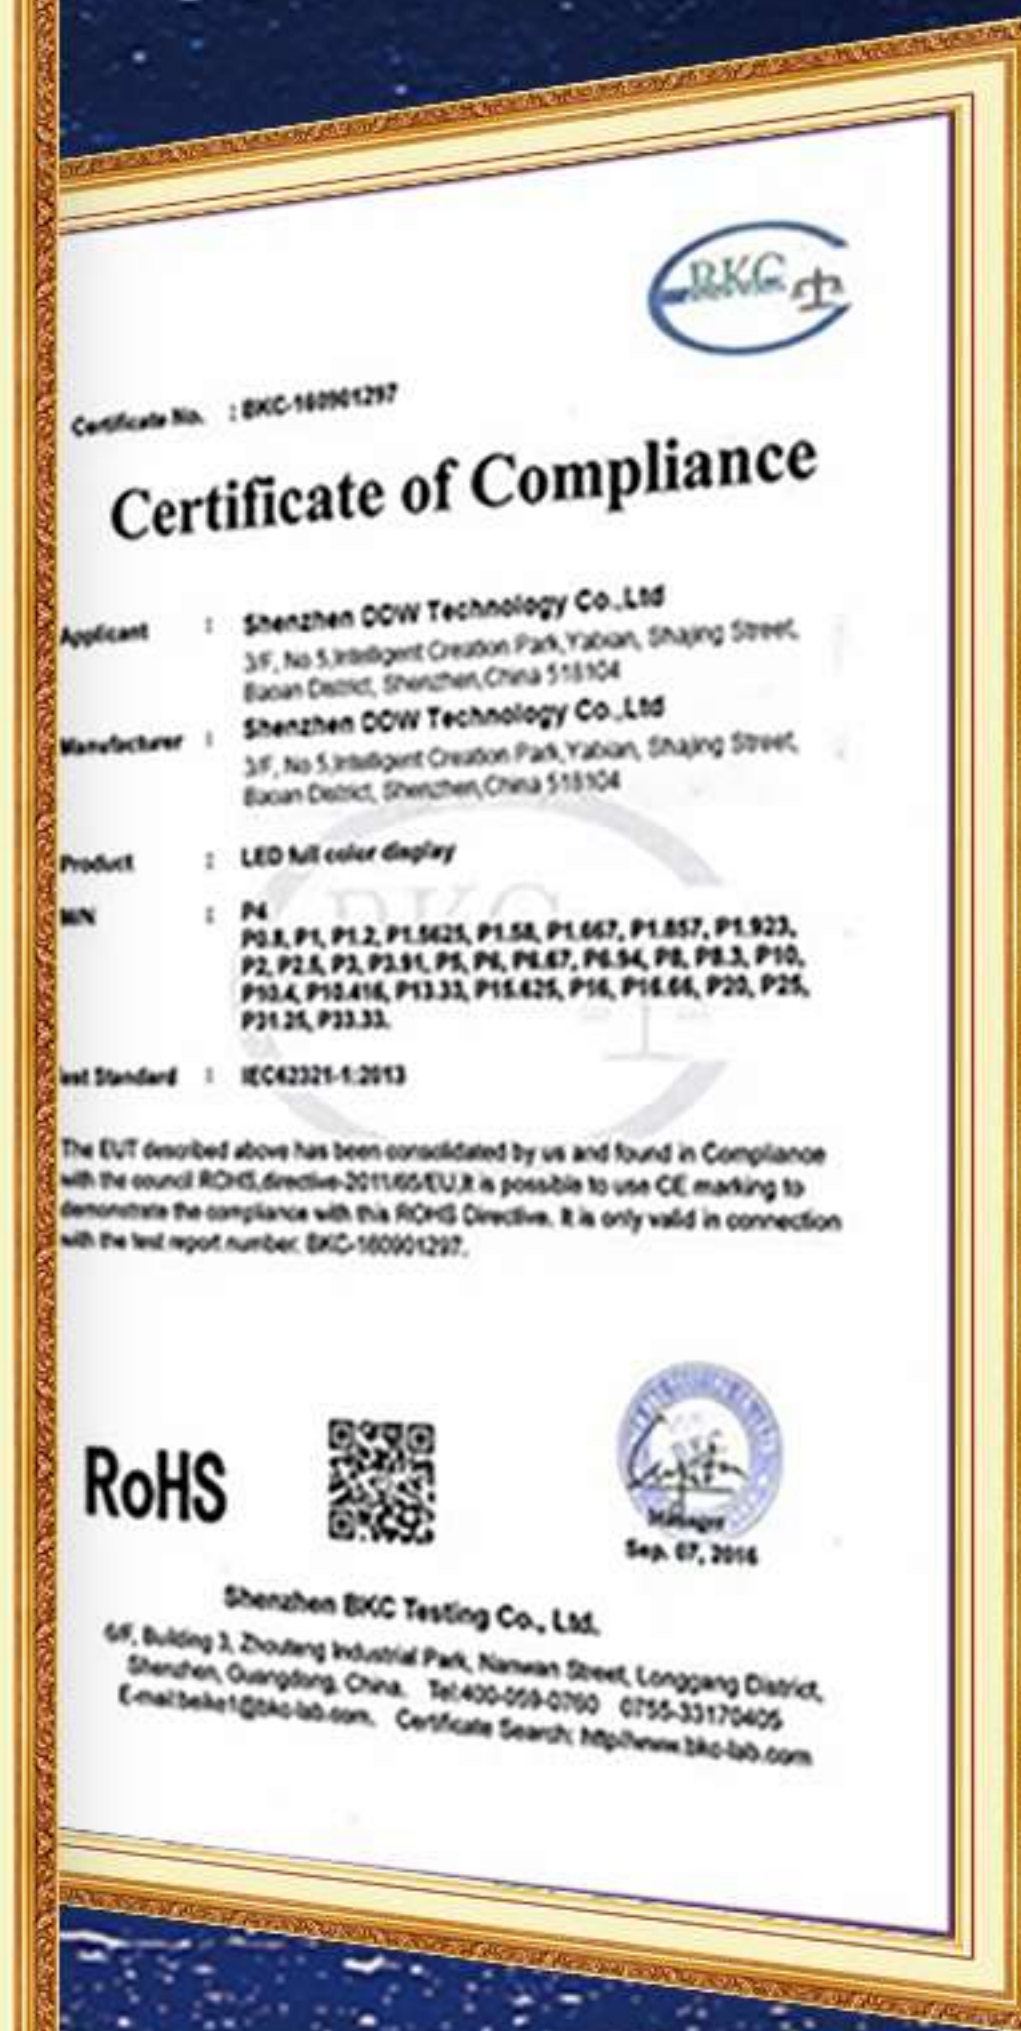 BKC
Certificate No. : BKC-160901297
Certificate of Compliance
Applicant : Shenzhen DDW Technology Co.,Ltd
3/F, No 5,Intelligent Creation Park,Yabian, Shajing Street,
Baoan District, Shenzhen,China 518104
Manufacturer : Shenzhen DDW Technology Co.,Ltd
3/F, No 5,Intelligent Creation Park,Yabian, Shajing Street,
Baoan District, Shenzhen,China 518104
Product : LED full color display
M/N : P4
P0.8, P1, P1.2, P1.5625, P1.58, P1.667, P1.857, P1.923,
P2, P2.5, P3, P3.91, P5, P6, P6.67, P6.94, P8, P8.3, P10,
P10.4, P10.416, P13.33, P15.625, P16, P16.66, P20, P25,
P31.25, P33.33.
est Standard : IEC62321-1:2013
The EUT described above has been consolidated by us and found in Compliance
with the council ROHS,directive-2011/65/EU.It is possible to use CE marking to
demonstrate the compliance with this ROHS Directive. It is only valid in connection
with the test report number: BKC-160901297.
RoHS
Manager
Sep. 07, 2016
Shenzhen BKC Testing Co., Ltd.
6/F, Building 3, Zhoutang Industrial Park, Nanwan Street, Longgang District,
Shenzhen, Guangdong, China. Tel:400-059-0760 0755-33170405
E-mail:beike1@bkc-lab.com, Certificate Search: http//www.bkc-lab.com